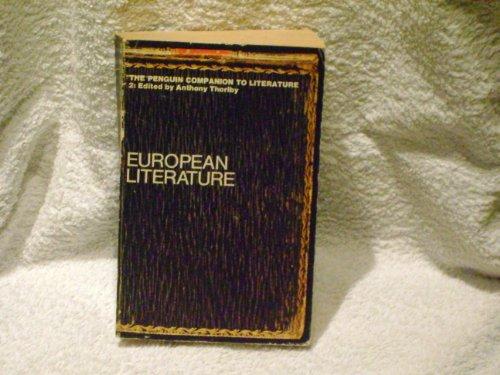 THE PENGUIN COMPANION TO LITERATURE
2: Edited by Anthony Thorlby
EUROPEAN
LITERATURE